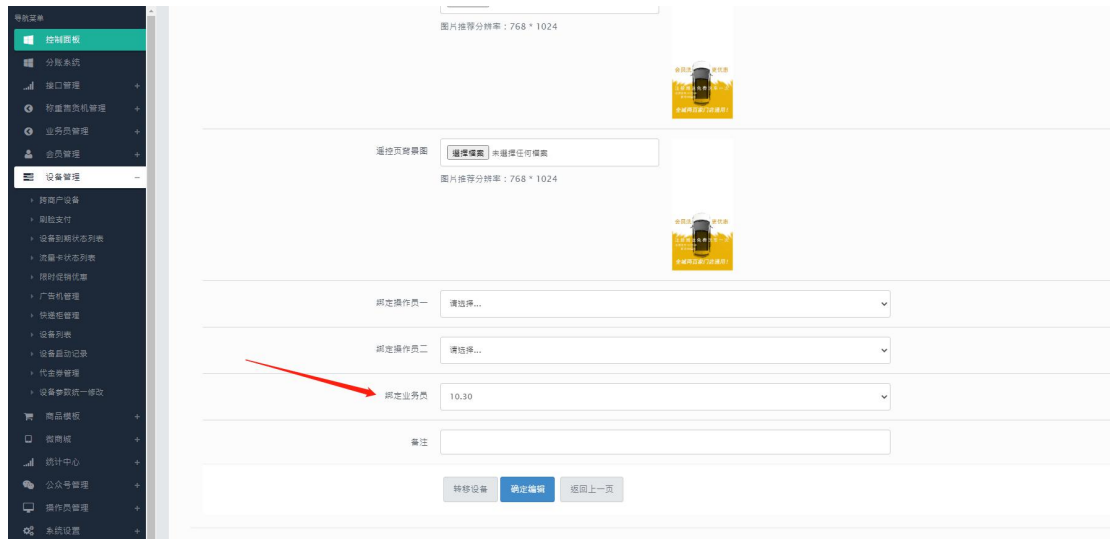 导航菜单
控制面板
分账系统
接口管理
称重售货机管理
业务员管理
会员管理
设备管理
跨商户设备
刷脸支付
设备到期状态列表
流量卡状态列表
限时促销优惠
广告机管理
快递柜管理
设备列表
设备启动记录
代金券管理
设备参数统一修改
商品模板
微商城
统计中心
公众号管理
操作员管理
系统设置
图片推荐分辨率：768 * 1024
遥控页背景图
選擇檔案 未選擇任何檔案
图片推荐分辨率：768 * 1024
绑定操作员一
请选择...
绑定操作员二
请选择...
绑定业务员
10.30
备注
转移设备
确定编辑
返回上一页